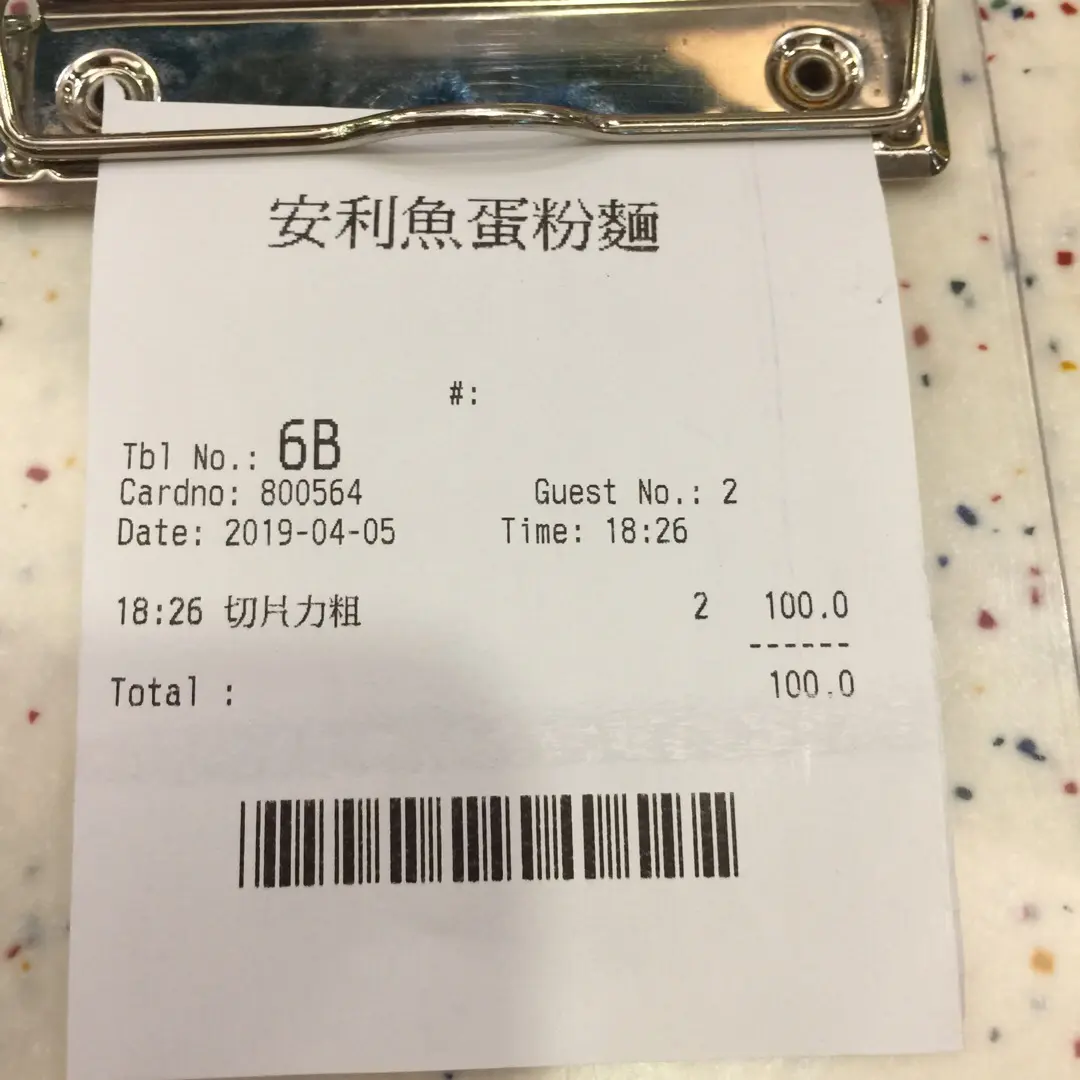 安利魚蛋粉麵
#:
Tbl No.: 6B
Cardno: 800564 Guest No.: 2
Date: 2019-04-05 Time: 18:26
18:26 切片力粗 2 100.0
------
Total : 100.0